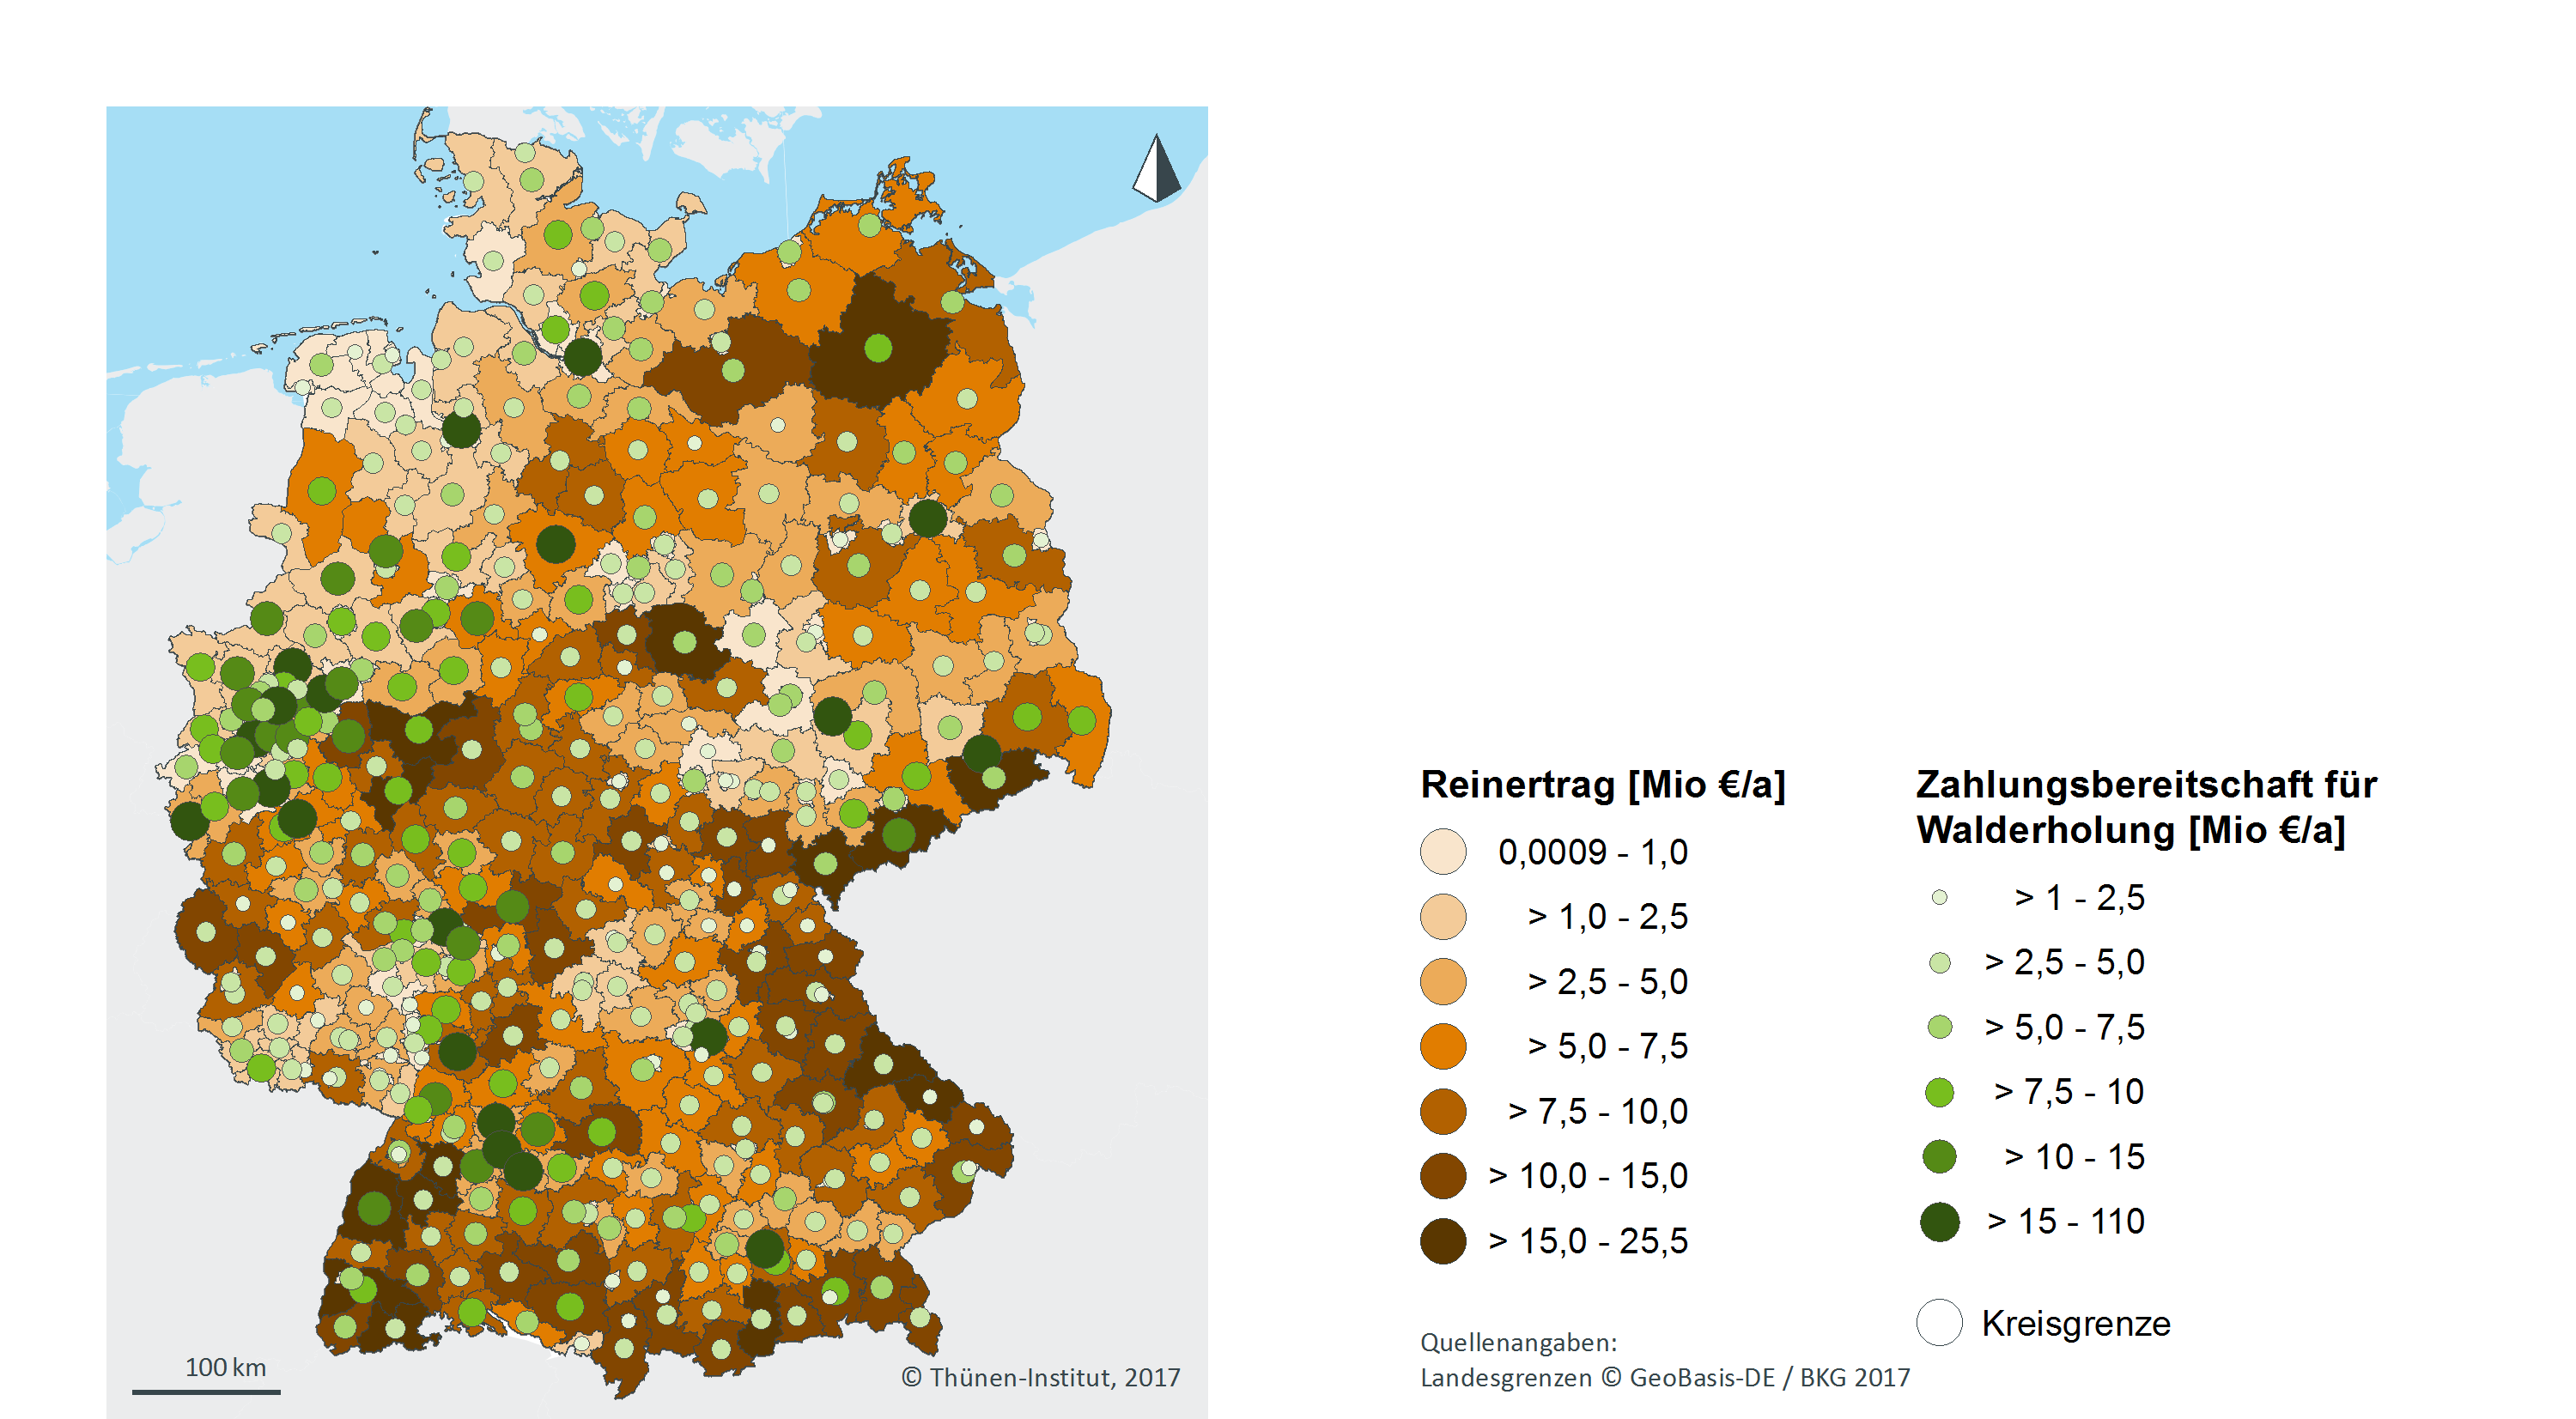 Reinertrag [Mio €/a]
0,0009 - 1,0
> 1,0 - 2,5
> 2,5 - 5,0
> 5,0 - 7,5
> 7,5 - 10,0
> 10,0 - 15,0
> 15,0 - 25,5
Zahlungsbereitschaft für
Walderholung [Mio €/a]
> 1 - 2,5
> 2,5 - 5,0
> 5,0 - 7,5
> 7,5 - 10
> 10 - 15
> 15 - 110
Kreisgrenze
Quellenangaben:
Landesgrenzen © GeoBasis-DE / BKG 2017
100 km
© Thünen-Institut, 2017